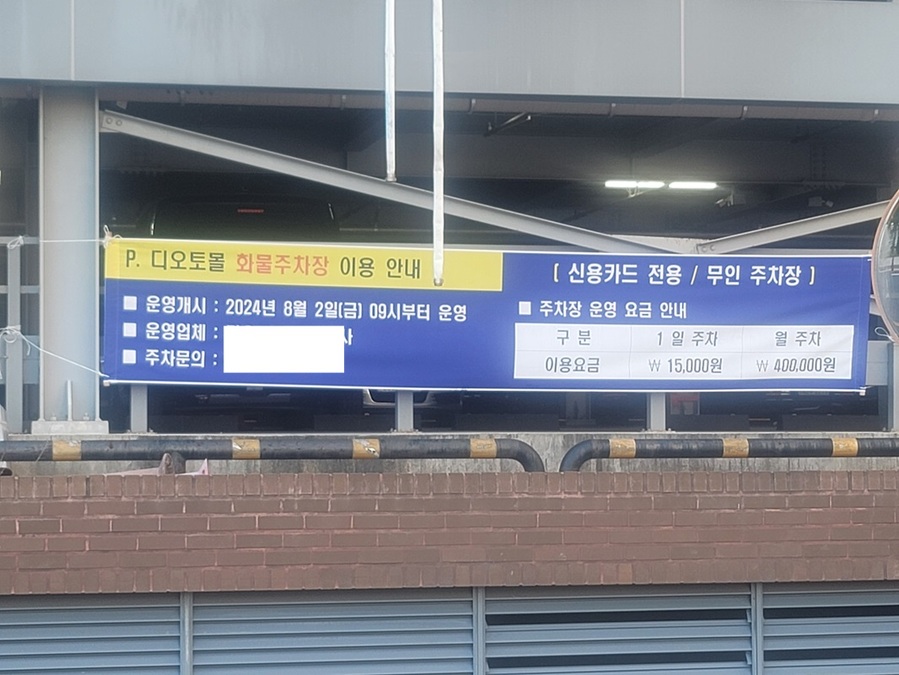 P. 디오토몰 화물주차장 이용 안내
■ 운영개시 : 2024년 8월 2일(금) 09시부터 운영
■ 운영업체 :
■ 주차문의 :
[ 신용카드 전용 / 무인 주차장 ]
■ 주차장 운영 요금 안내
구 분 1 일 주차 월 주차
이용요금 ₩ 15,000원 ₩ 400,000원